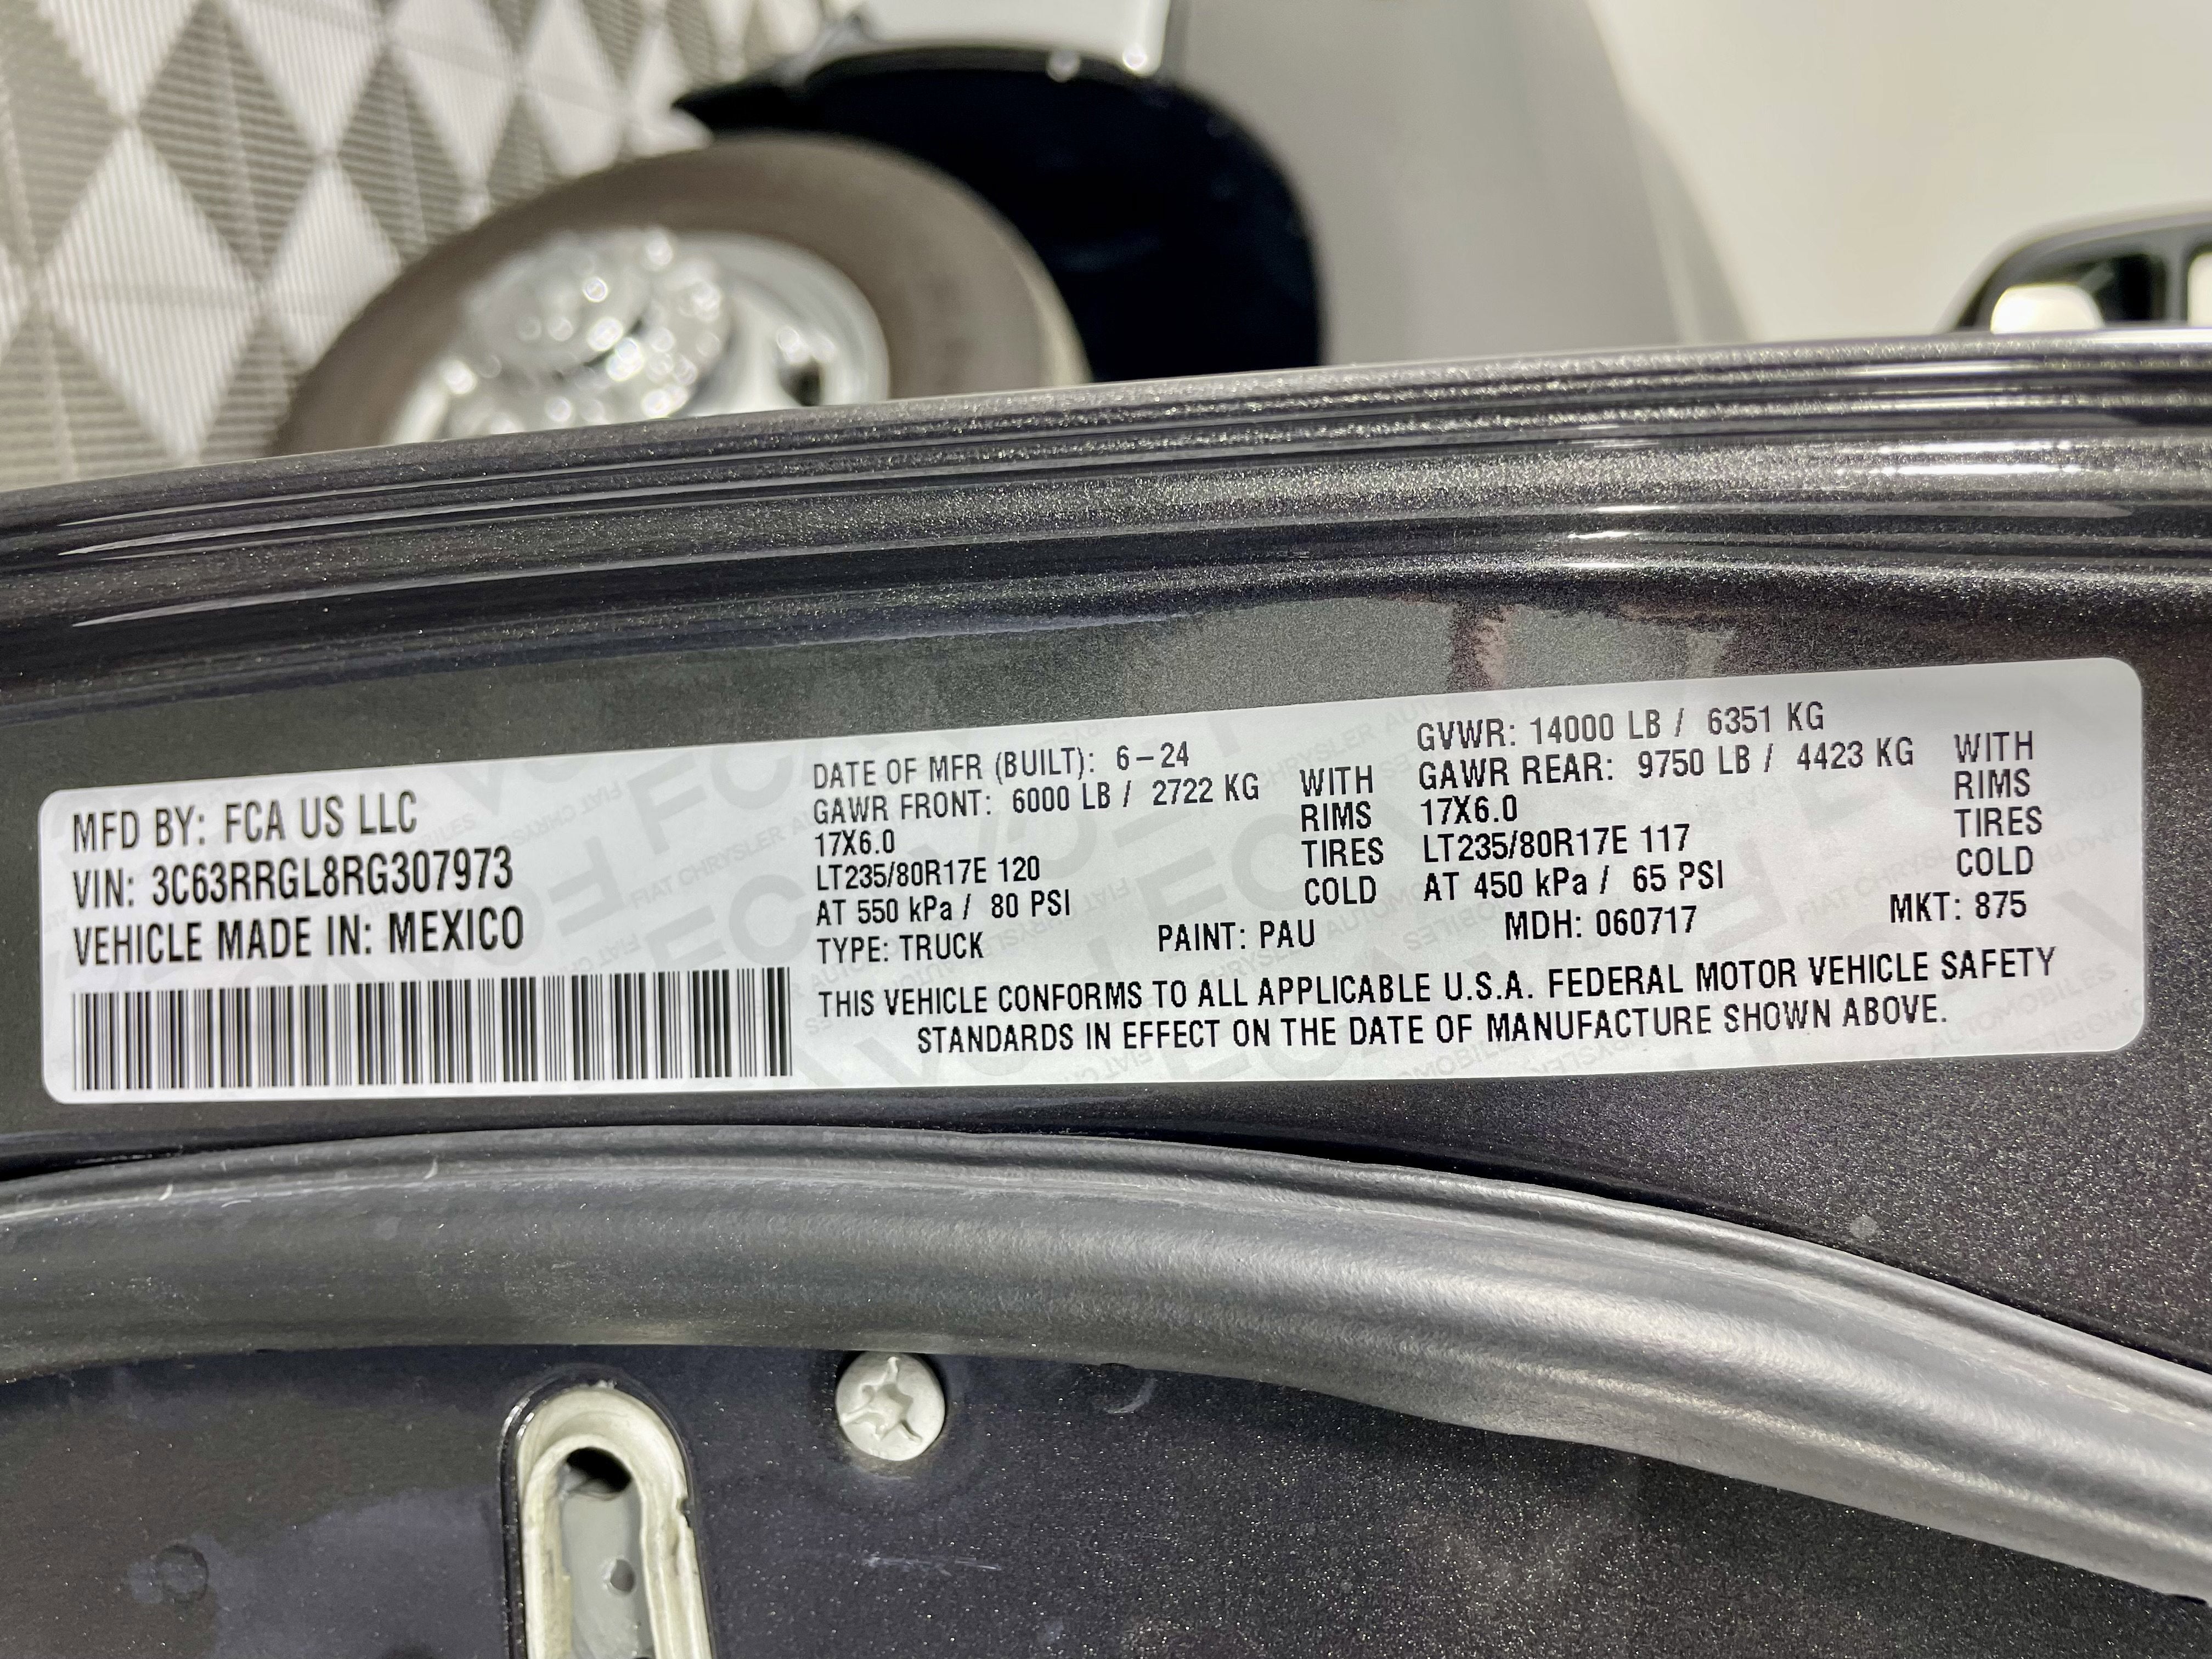 MFD BY: FCA US LLC
VIN: 3C63RRGL8RG307973
VEHICLE MADE IN: MEXICO
DATE OF MFR (BUILT): 6-24
GVWR: 14000 LB / 6351 KG
GAWR FRONT: 6000 LB / 2722 KG WITH
17X6.0 RIMS
LT235/80R17E 120 TIRES
AT 550 kPa / 80 PSI COLD
GAWR REAR: 9750 LB / 4423 KG WITH
17X6.0 RIMS
LT235/80R17E 117 TIRES
AT 450 kPa / 65 PSI COLD
TYPE: TRUCK PAINT: PAU MDH: 060717 MKT: 875
THIS VEHICLE CONFORMS TO ALL APPLICABLE U.S.A. FEDERAL MOTOR VEHICLE SAFETY
STANDARDS IN EFFECT ON THE DATE OF MANUFACTURE SHOWN ABOVE.